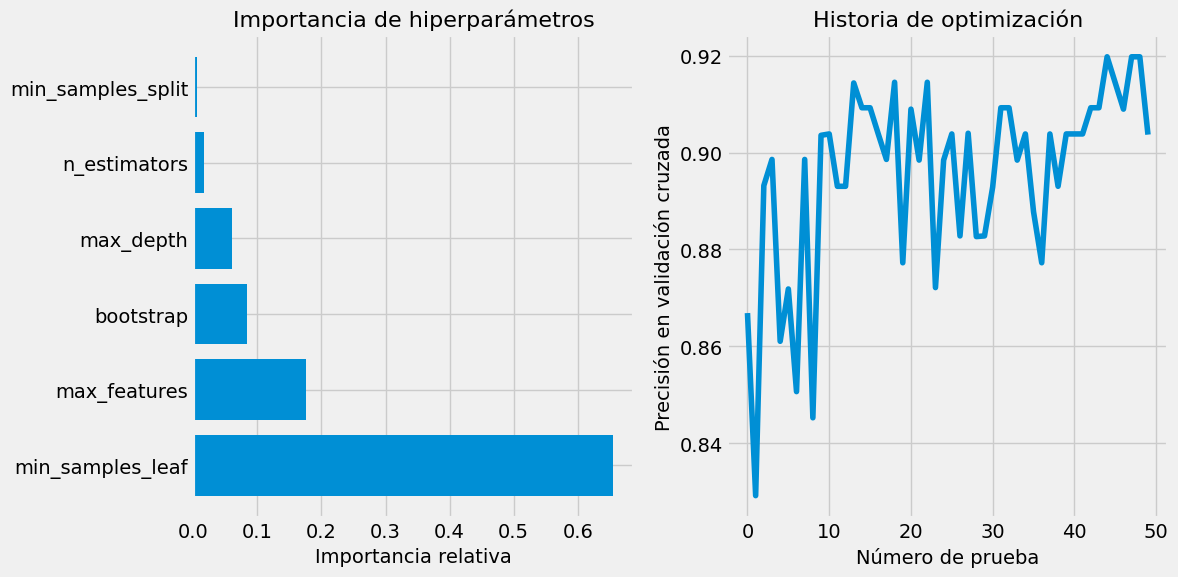 Importancia de hiperparámetros
min_samples_split
n_estimators
max_depth
bootstrap
max_features
min_samples_leaf
0.0 0.1 0.2 0.3 0.4 0.5 0.6
Importancia relativa
Historia de optimización
Precisión en validación cruzada
0.92
0.90
0.88
0.86
0.84
0 10 20 30 40 50
Número de prueba